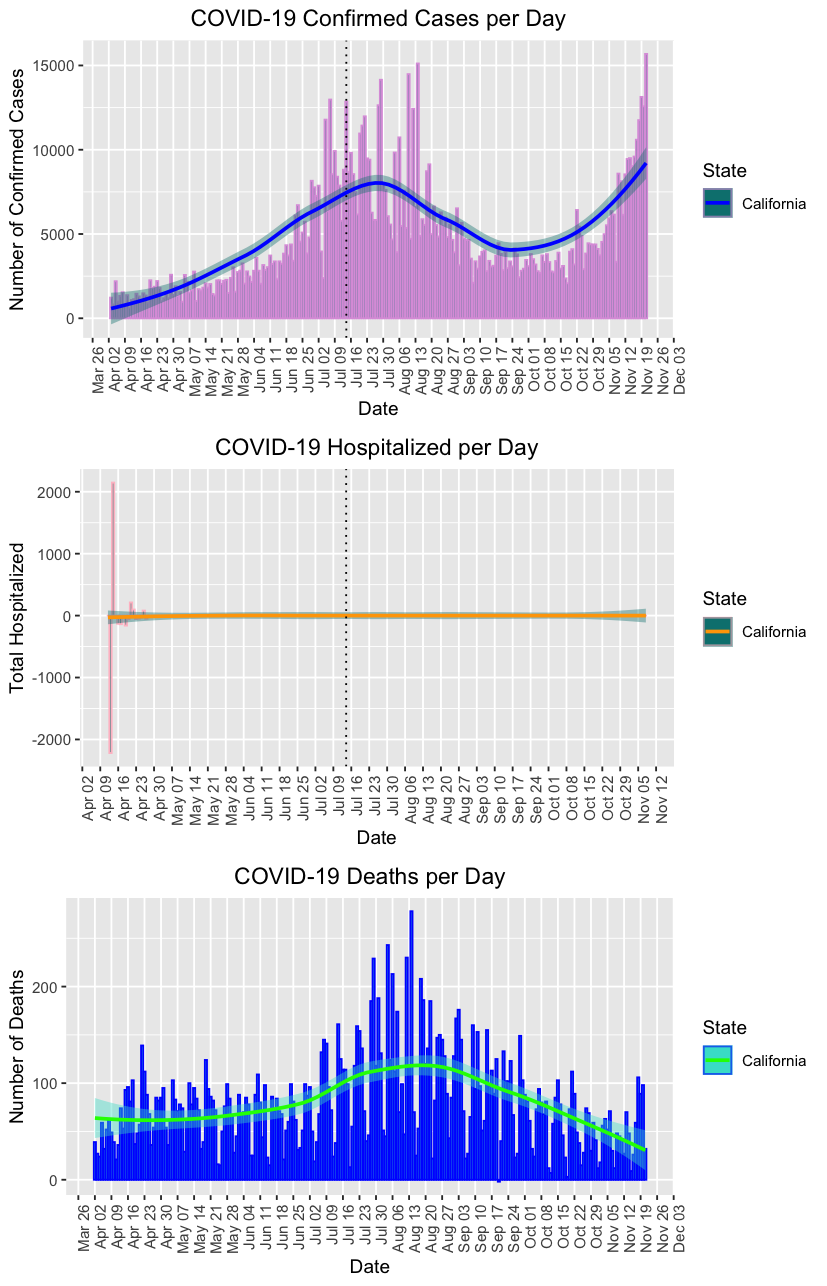 COVID-19 Confirmed Cases per Day
15000
10000
5000
0
Number of Confirmed Cases
Mar 26
Apr 02
Apr 09
Apr 16
Apr 23
Apr 30
May 07
May 14
May 21
May 28
Jun 04
Jun 11
Jun 18
Jun 25
Jul 02
Jul 09
Jul 16
Jul 23
Jul 30
Aug 06
Aug 13
Aug 20
Aug 27
Sep 03
Sep 10
Sep 17
Sep 24
Oct 01
Oct 08
Oct 15
Oct 22
Oct 29
Nov 05
Nov 12
Nov 19
Nov 26
Dec 03
Date
State
California
COVID-19 Hospitalized per Day
2000
1000
0
-1000
-2000
Total Hospitalized
Apr 02
Apr 09
Apr 16
Apr 23
Apr 30
May 07
May 14
May 21
May 28
Jun 04
Jun 11
Jun 18
Jun 25
Jul 02
Jul 09
Jul 16
Jul 23
Jul 30
Aug 06
Aug 13
Aug 20
Aug 27
Sep 03
Sep 10
Sep 17
Sep 24
Oct 01
Oct 08
Oct 15
Oct 22
Oct 29
Nov 05
Nov 12
Date
State
California
COVID-19 Deaths per Day
200
100
0
Number of Deaths
Mar 26
Apr 02
Apr 09
Apr 16
Apr 23
Apr 30
May 07
May 14
May 21
May 28
Jun 04
Jun 11
Jun 18
Jun 25
Jul 02
Jul 09
Jul 16
Jul 23
Jul 30
Aug 06
Aug 13
Aug 20
Aug 27
Sep 03
Sep 10
Sep 17
Sep 24
Oct 01
Oct 08
Oct 15
Oct 22
Oct 29
Nov 05
Nov 12
Nov 19
Nov 26
Dec 03
Date
State
California